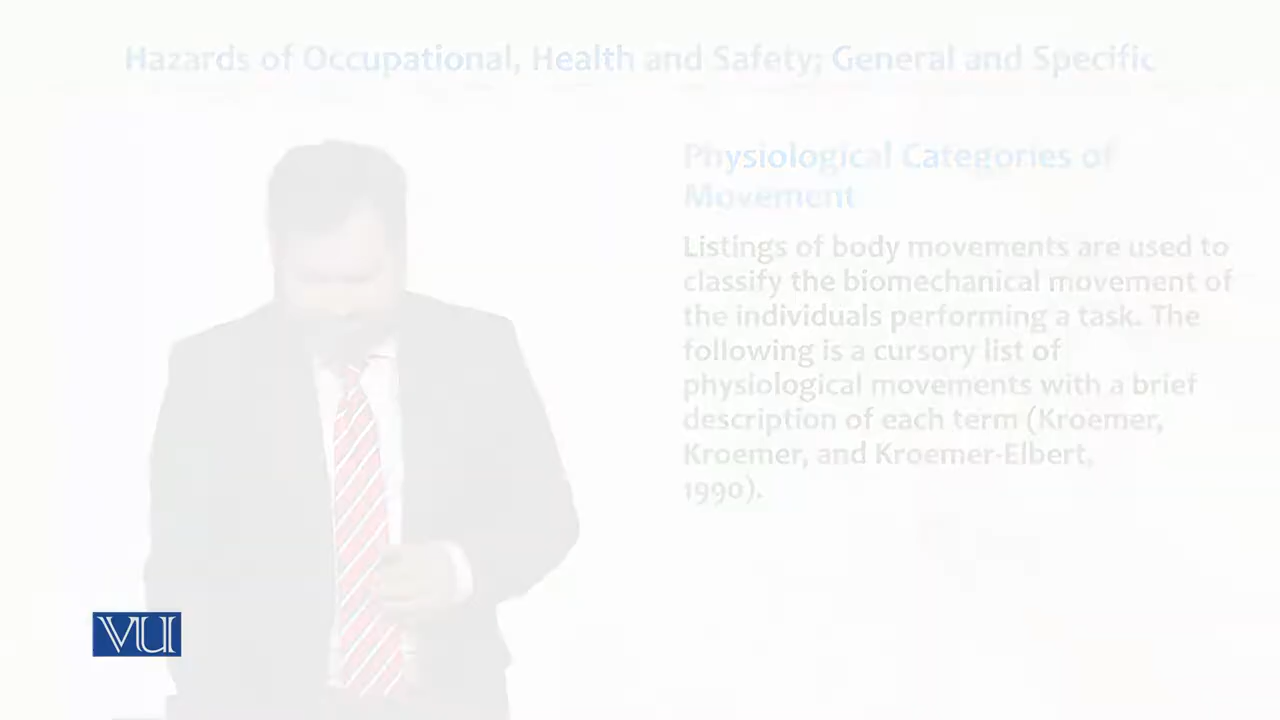 Hazards of Occupational, Health and Safety; General and Specific
Physiological Categories of
Movement
Listings of body movements are used to
classify the biomechanical movement of
the individuals performing a task. The
following is a cursory list of
physiological movements with a brief
description of each term (Kroemer,
Kroemer, and Kroemer-Elbert,
1990).
VU